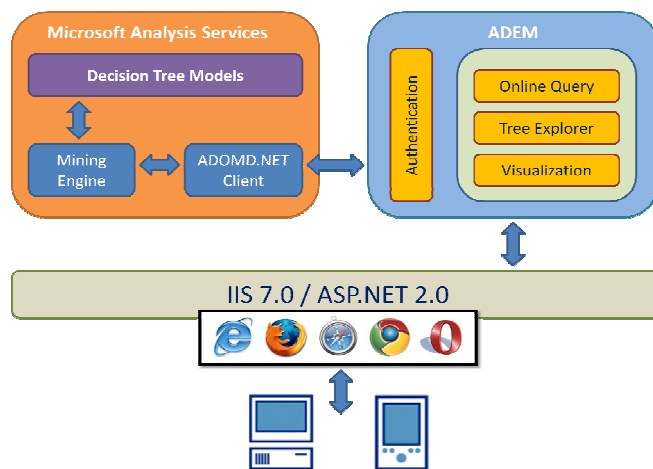 Microsoft Analysis Services
Decision Tree Models
Mining
Engine
ADOMD.NET
Client
ADEM
Authentication
Online Query
Tree Explorer
Visualization
IIS 7.0 / ASP.NET 2.0